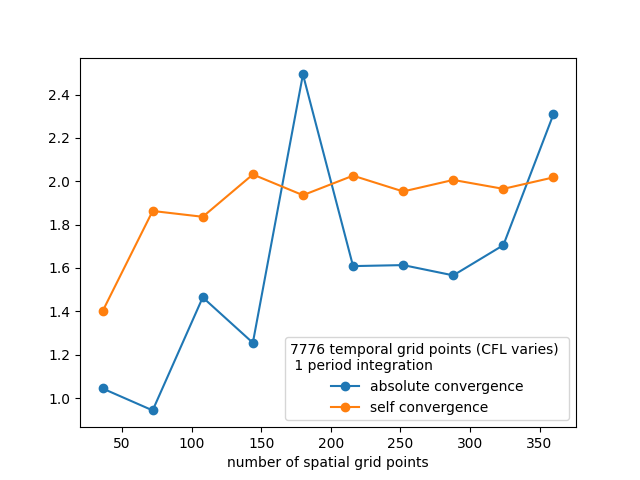 2.4
2.2
2.0
1.8
1.6
1.4
1.2
1.0
7776 temporal grid points (CFL varies)
1 period integration
absolute convergence
self convergence
50 100 150 200 250 300 350
number of spatial grid points